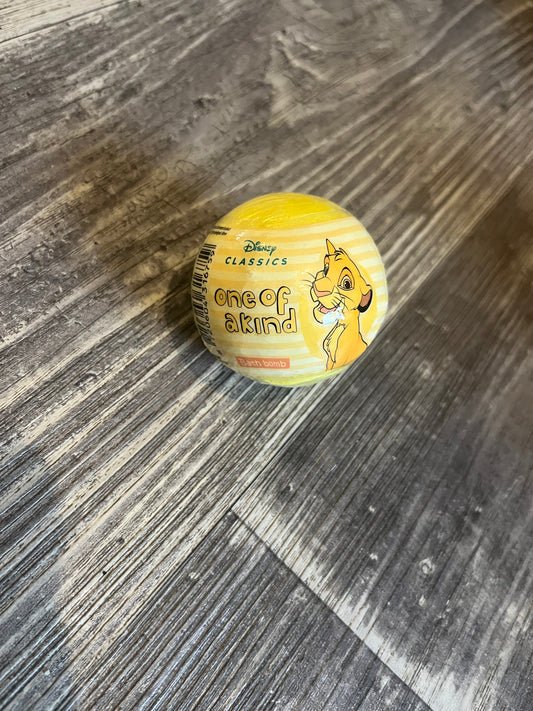 Disney
CLASSICS
one of
a kind
Bath bomb